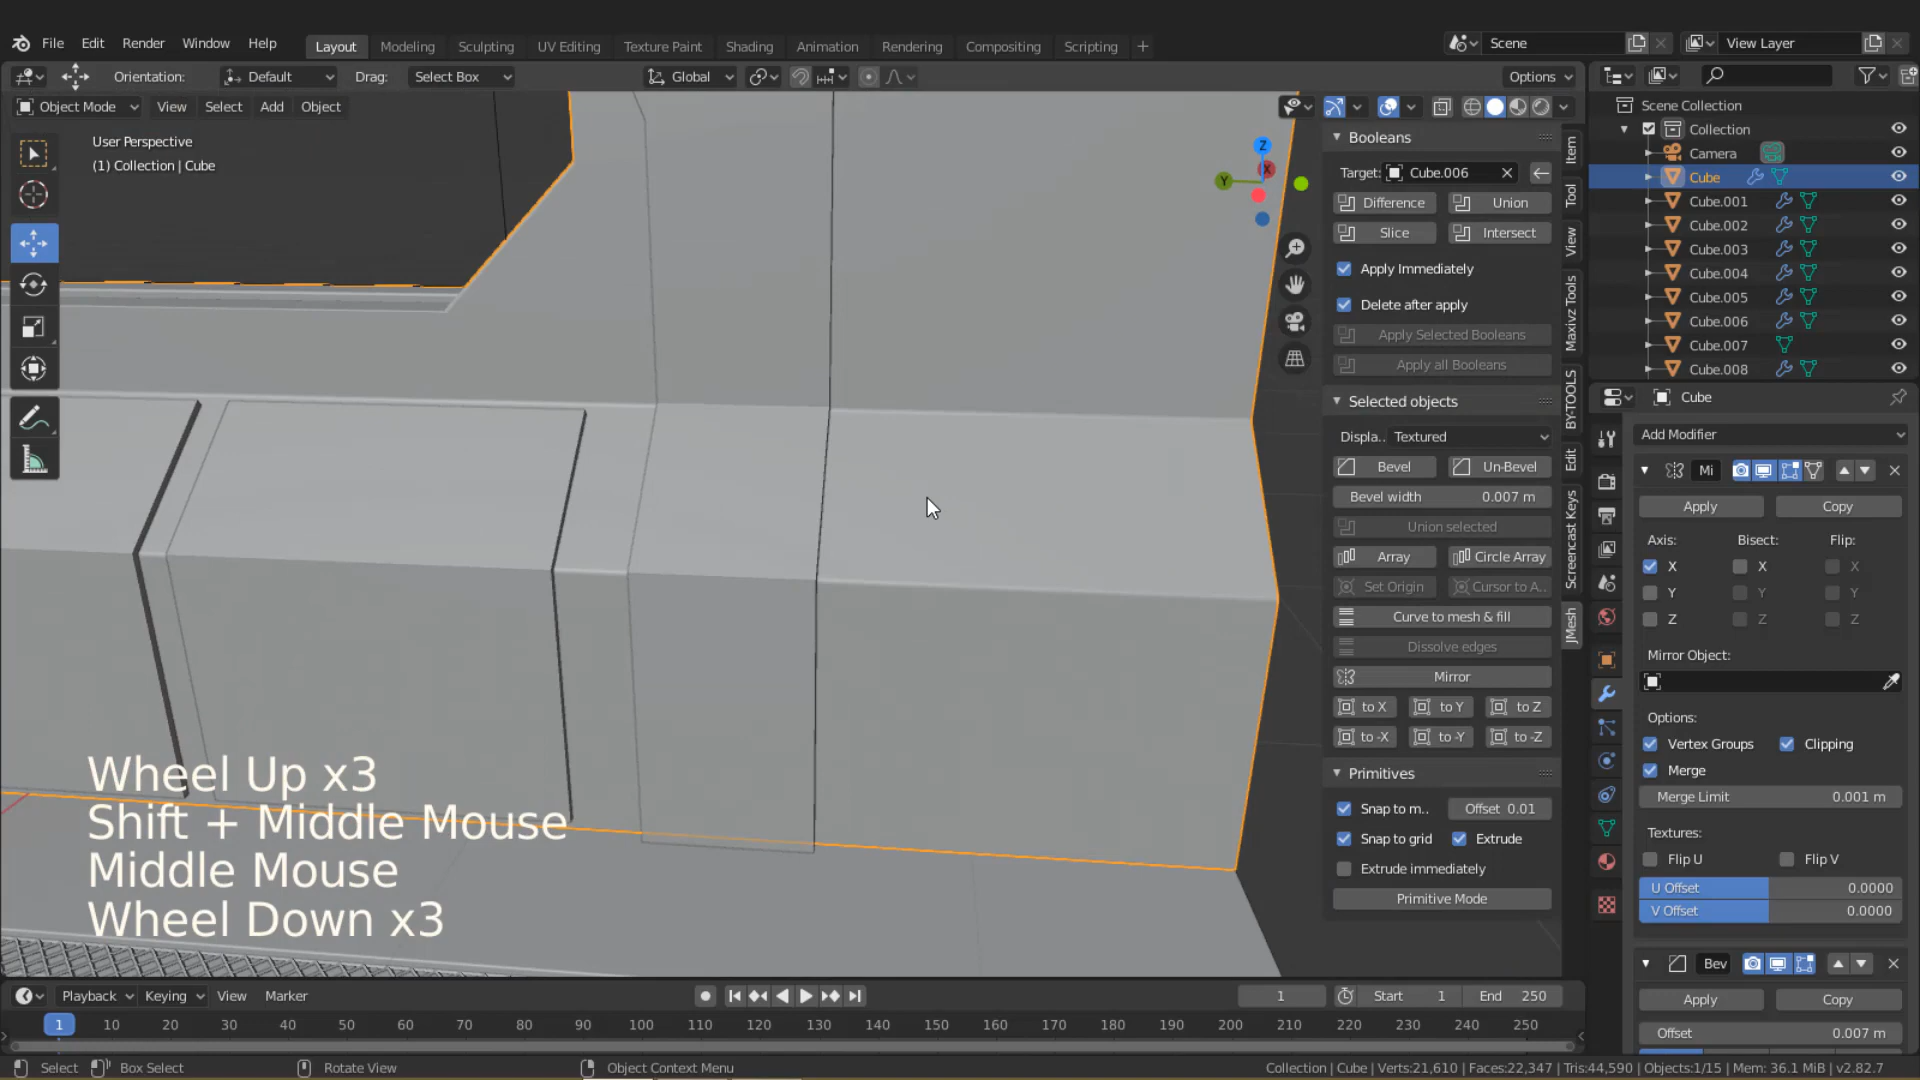 File Edit Render Window Help Layout Modeling Sculpting UV Editing Texture Paint Shading Animation Rendering Compositing Scripting + Scene View Layer
Orientation: Default Drag: Select Box Global Options
Object Mode View Select Add Object
User Perspective
(1) Collection | Cube
Z
X
Y
Booleans
Target: Cube.006
Difference Union
Slice Intersect
Apply Immediately
Delete after apply
Apply Selected Booleans
Apply all Booleans
Selected objects
Displa.. Textured
Bevel Un-Bevel
Bevel width 0.007 m
Union selected
Array Circle Array
Set Origin Cursor to A..
Curve to mesh & fill
Dissolve edges
Mirror
to X to Y to Z
to -X to -Y to -Z
Primitives
Snap to m.. Offset 0.01
Snap to grid Extrude
Extrude immediately
Primitive Mode
Item
Tool
View
Maxivz Tools
BY-TOOLS
Edit
Screencast Keys
JMesh
Scene Collection
Collection
Camera
Cube
Cube.001
Cube.002
Cube.003
Cube.004
Cube.005
Cube.006
Cube.007
Cube.008
Cube
Add Modifier
Mi
Apply Copy
Axis: Bisect: Flip:
X X X
Y Y Y
Z Z Z
Mirror Object:
Options:
Vertex Groups Clipping
Merge
Merge Limit 0.001 m
Textures:
Flip U Flip V
U Offset 0.0000
V Offset 0.0000
Bev
Apply Copy
Offset 0.007 m
Wheel Up x3
Shift + Middle Mouse
Middle Mouse
Wheel Down x3
Playback Keying View Marker 1 Start 1 End 250
1 10 20 30 40 50 60 70 80 90 100 110 120 130 140 150 160 170 180 190 200 210 220 230 240 250
Select Box Select Rotate View Object Context Menu Collection | Cube | Verts:21,610 | Faces:22,347 | Tris:44,590 | Objects:1/15 | Mem: 36.1 MiB | v2.82.7